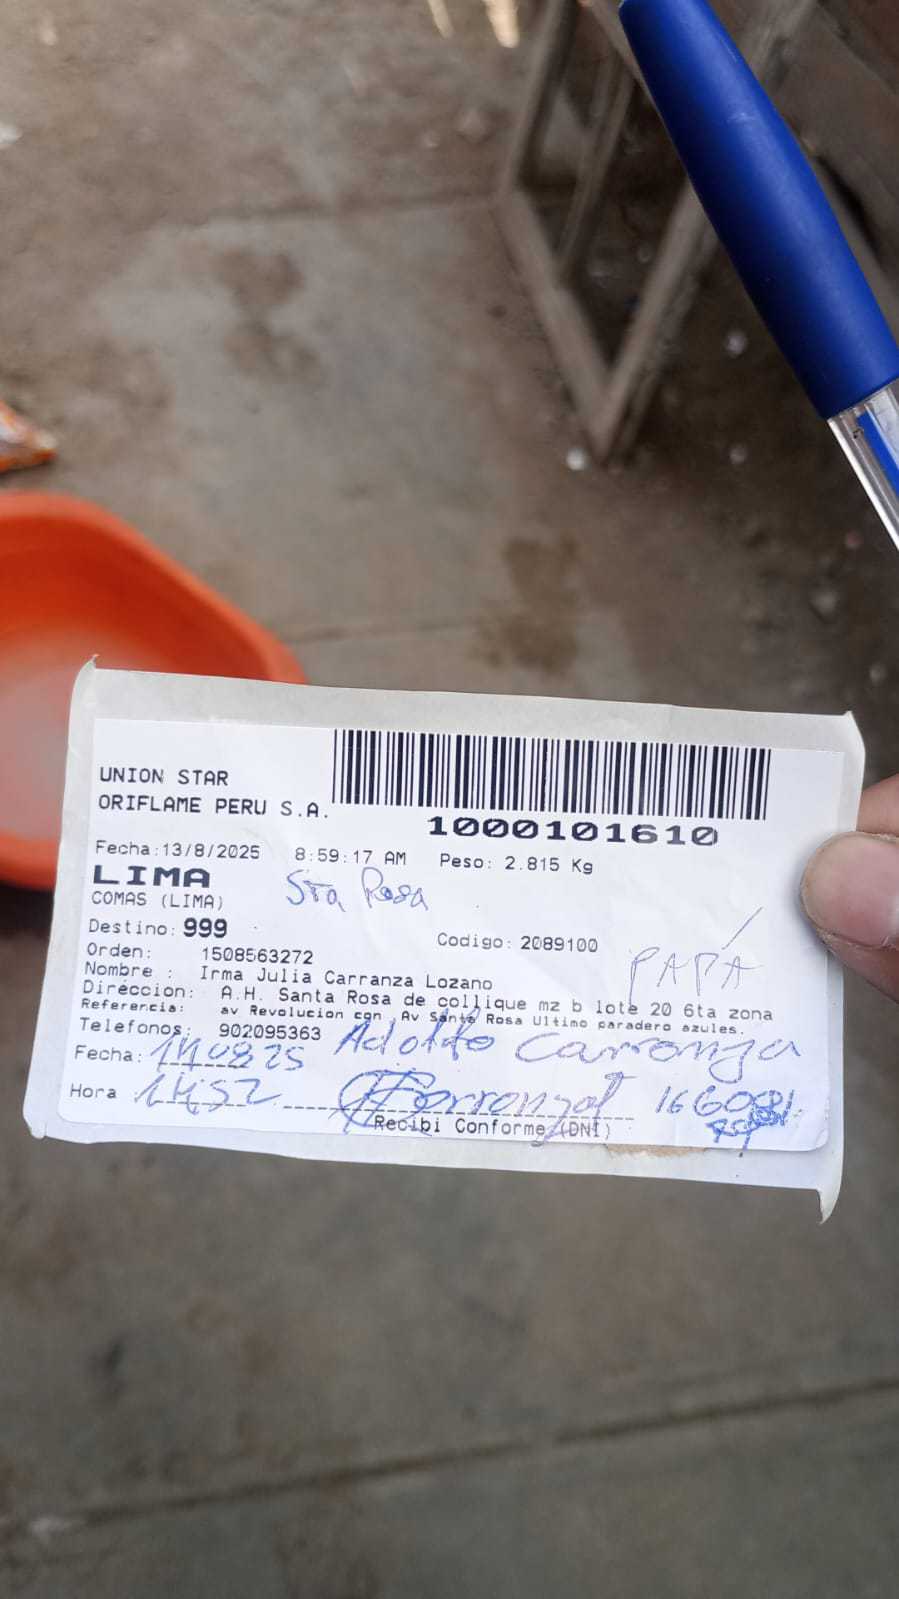 UNION STAR
ORIFLAME PERU S.A.
1000101610
Fecha:13/8/2025 8:59:17 AM Peso: 2.815 Kg
LIMA Sta Rosa
COMAS (LIMA)
Destino: 999 Codigo: 2089100
PAPÁ
Orden: 1508563272
Nombre : Irma Julia Carranza Lozano
Direccion: A.H. Santa Rosa de collique mz b lote 20 6ta zona
Referencia: av Revolucion con Av Santa Rosa Ultimo paradero azules.
Telefonos: 902095363
Fecha: 140825 Adolfo Carranza
Hora 14:52
Recibi Conforme (DNI)